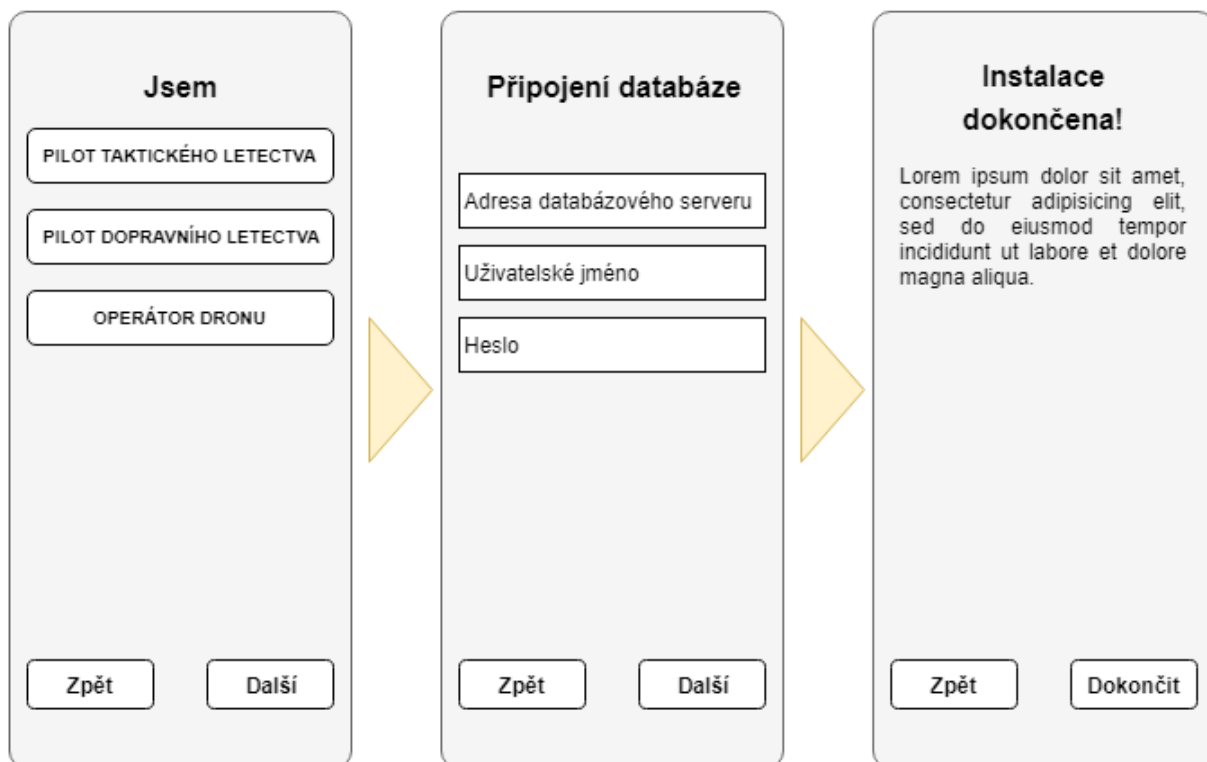 Jsem
PILOT TAKTICKÉHO LETECTVA
PILOT DOPRAVNÍHO LETECTVA
OPERÁTOR DRONU
Zpět
Další
Připojení databáze
Adresa databázového serveru
Uživatelské jméno
Heslo
Zpět
Další
Instalace
dokončena!
Lorem ipsum dolor sit amet,
consectetur adipisicing elit,
sed do eiusmod tempor
incididunt ut labore et dolore
magna aliqua.
Zpět
Dokončit